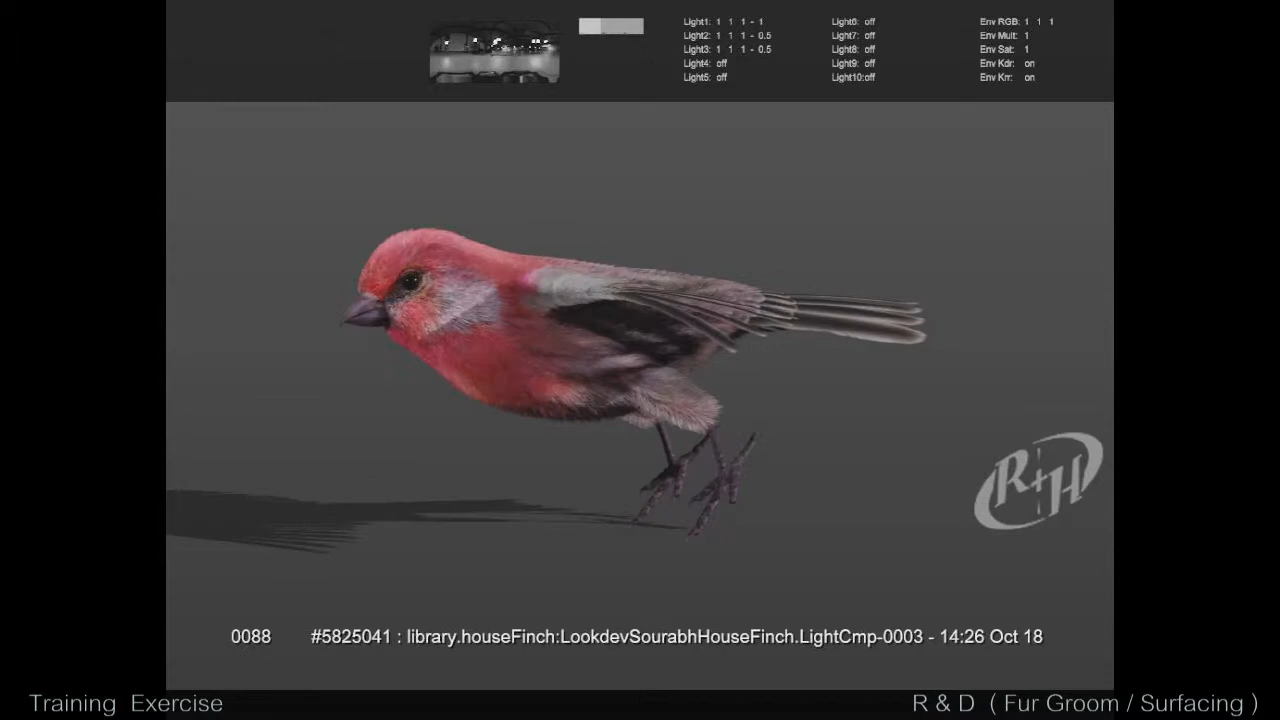 Light1: 1 1 1 - 1
Light2: 1 1 1 - 0.5
Light3: 1 1 1 - 0.5
Light4: off
Light5: off
Light6: off
Light7: off
Light8: off
Light9: off
Light10:off
Env RGB: 1 1 1
Env Mult: 1
Env Sat: 1
Env Kdr: on
Env Krr: on
R+H
0088 #5825041 : library.houseFinch:LookdevSourabhHouseFinch.LightCmp-0003 - 14:26 Oct 18
Training Exercise
R & D ( Fur Groom / Surfacing )